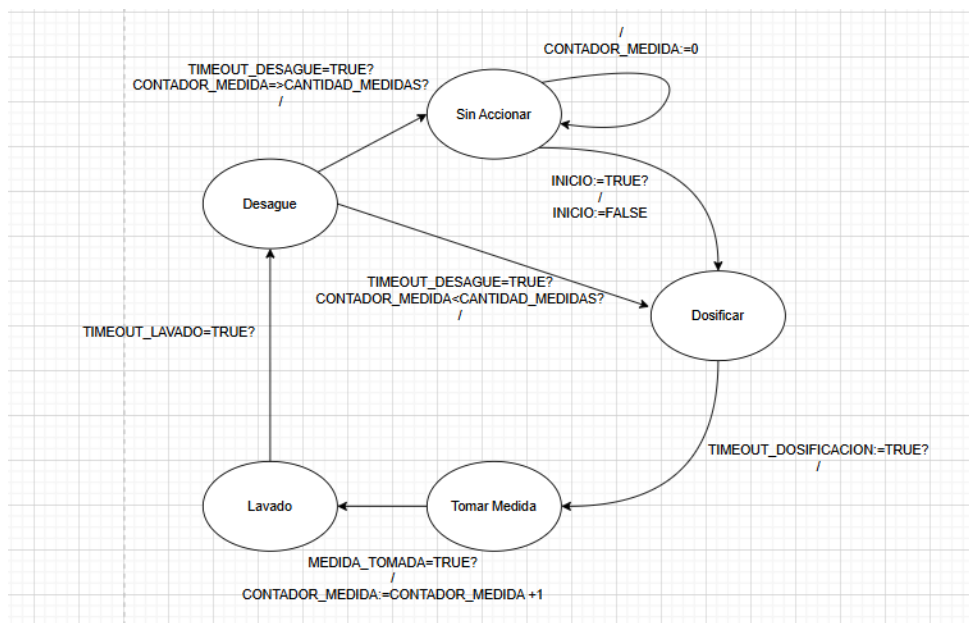 /
CONTADOR_MEDIDA:=0
TIMEOUT_DESAGUE=TRUE?
CONTADOR_MEDIDA=>CANTIDAD_MEDIDAS?
/
Sin Accionar
INICIO:=TRUE?
/
INICIO:=FALSE
Desague
TIMEOUT_DESAGUE=TRUE?
CONTADOR_MEDIDA<CANTIDAD_MEDIDAS?
/
Dosificar
TIMEOUT_LAVADO=TRUE?
TIMEOUT_DOSIFICACION:=TRUE?
/
Lavado
Tomar Medida
MEDIDA_TOMADA=TRUE?
/
CONTADOR_MEDIDA:=CONTADOR_MEDIDA +1